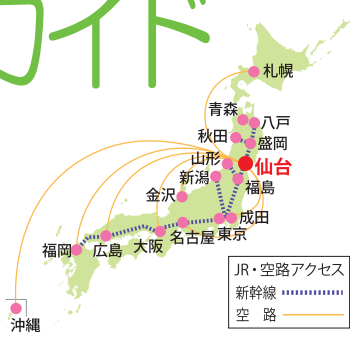 ガイド
札幌
青森
八戸
秋田
盛岡
山形
仙台
新潟
福島
金沢
成田
福岡
広島
大阪
名古屋
東京
沖縄
JR・空路アクセス
新幹線
空 路